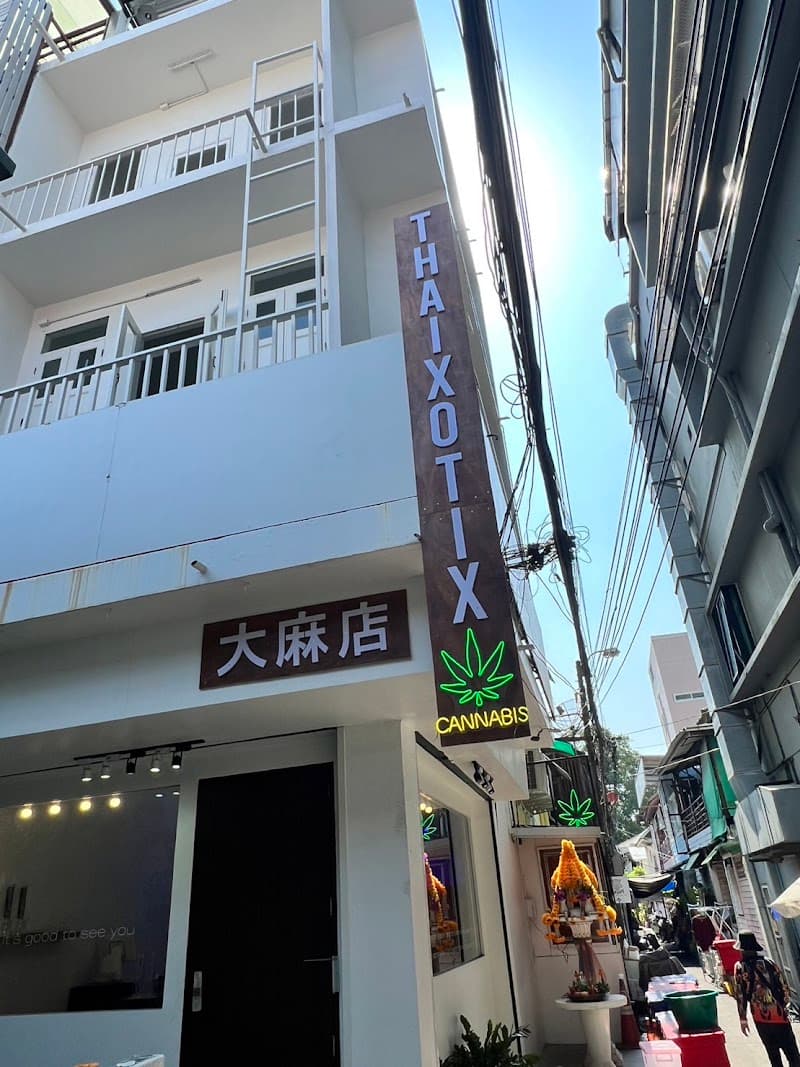 THAIXOTIX
CANNABIS
大麻店
it's good to see you